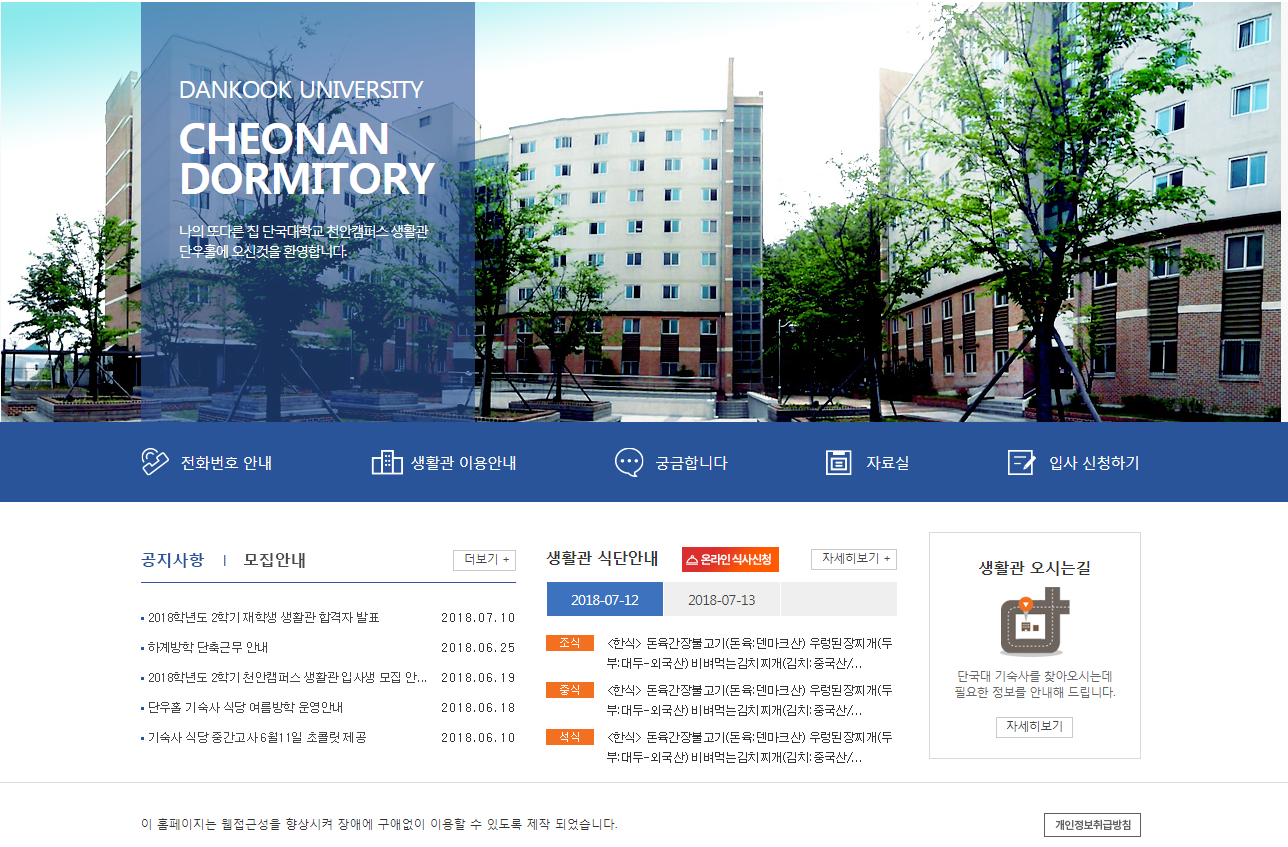 DANKOOK UNIVERSITY
CHEONAN
DORMITORY
나의 또다른 집 단국대학교 천안캠퍼스 생활관
단우홀에 오신것을 환영합니다.
전화번호 안내
생활관 이용안내
궁금합니다
자료실
입사 신청하기
공지사항 | 모집안내
더보기 +
2018학년도 2학기 재학생 생활관 합격자 발표 2018.07.10
하계방학 단축근무 안내 2018.06.25
2018학년도 2학기 천안캠퍼스 생활관 입사생 모집 안... 2018.06.19
단우홀 기숙사 식당 여름방학 운영안내 2018.06.18
기숙사 식당 중간고사 6월11일 초콜릿 제공 2018.06.10
생활관 식단안내
온라인 식사신청
자세히보기 +
2018-07-12
2018-07-13
조식 <한식> 돈육간장불고기(돈육:덴마크산) 우렁된장찌개(두
부:대두-외국산) 비벼먹는김치찌개(김치:중국산/...
중식 <한식> 돈육간장불고기(돈육:덴마크산) 우렁된장찌개(두
부:대두-외국산) 비벼먹는김치찌개(김치:중국산/...
석식 <한식> 돈육간장불고기(돈육:덴마크산) 우렁된장찌개(두
부:대두-외국산) 비벼먹는김치찌개(김치:중국산/...
생활관 오시는길
단국대 기숙사를 찾아오시는데
필요한 정보를 안내해 드립니다.
자세히보기
이 홈페이지는 웹접근성을 향상시켜 장애에 구애없이 이용할 수 있도록 제작 되었습니다.
개인정보취급방침